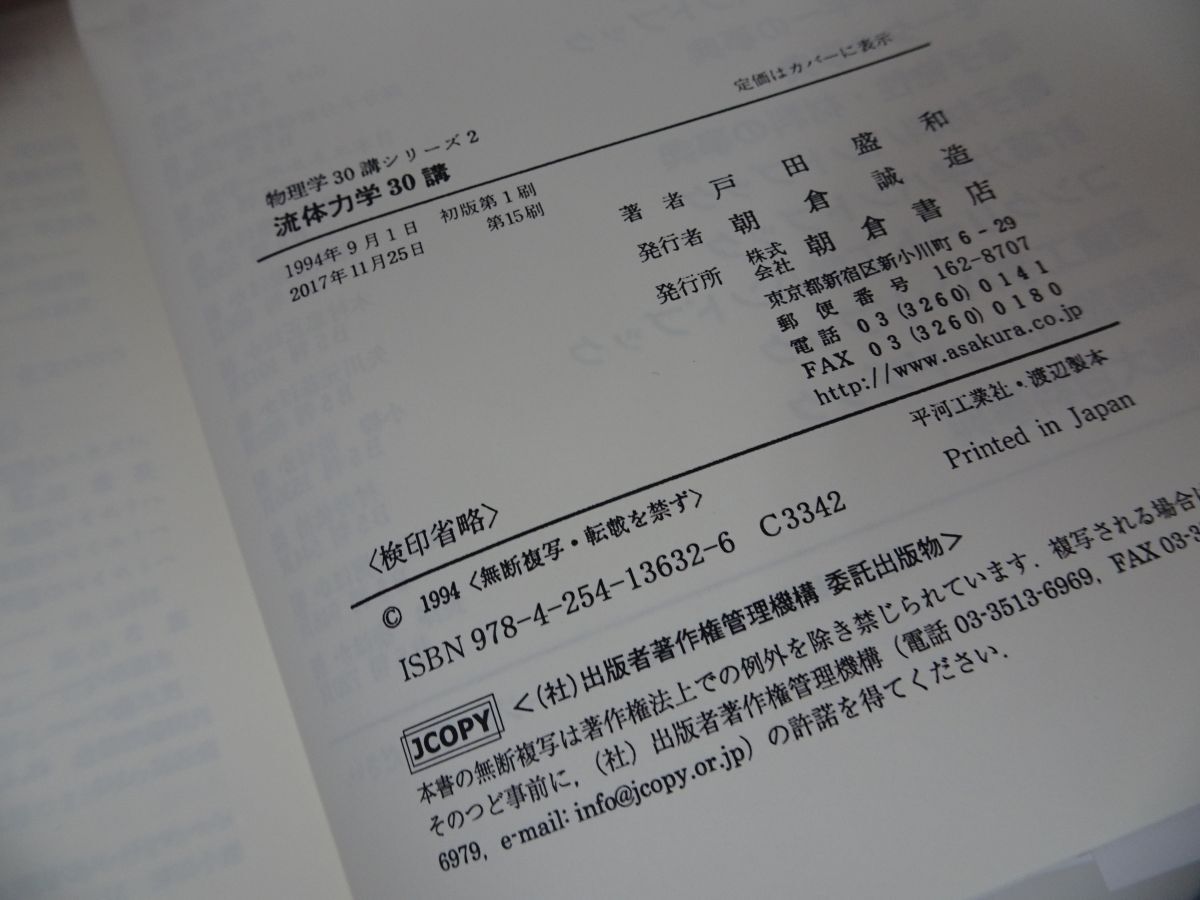 定価はカバーに表示
物理学30講シリーズ2
流体力学30講
1994年9月1日 初版第1刷
2017年11月25日 第15刷
著者 戸田盛和
発行者 朝倉誠造
発行所 株式会社 朝倉書店
東京都新宿区新小川町6-29
郵便番号 162-8707
電話 03(3260)0141
FAX 03(3260)0180
http://www.asakura.co.jp
〈検印省略〉
平河工業社・渡辺製本
© 1994〈無断複写・転載を禁ず〉
Printed in Japan
ISBN 978-4-254-13632-6 C3342
JCOPY <(社)出版者著作権管理機構 委託出版物>
本書の無断複写は著作権法上での例外を除き禁じられています．複写される場合は
そのつど事前に，（社）出版者著作権管理機構（電話 03-3513-6969，FAX 03-3
6979，e-mail: info@jcopy.or.jp）の許諾を得てください．